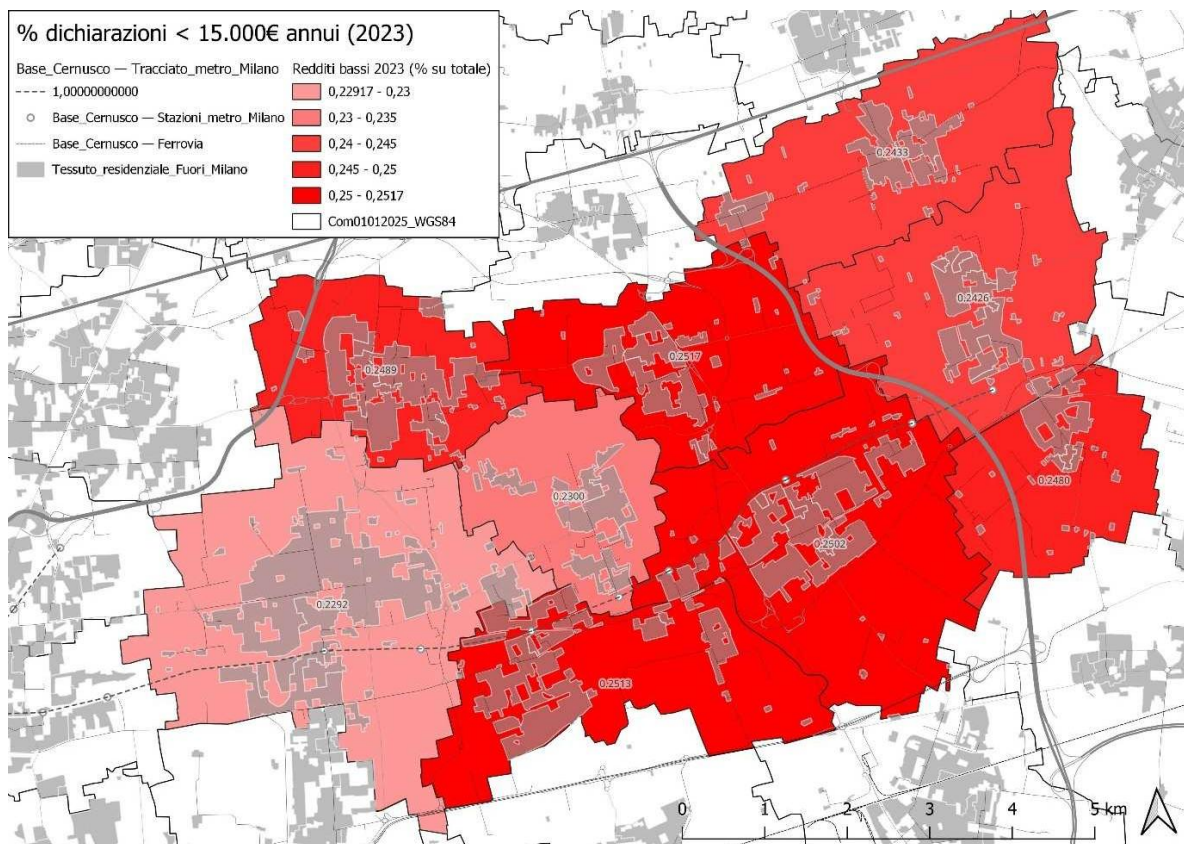 % dichiarazioni < 15.000€ annui (2023)
Base_Cernusco — Tracciato_metro_Milano
1,00000000000
Base_Cernusco — Stazioni_metro_Milano
Base_Cernusco — Ferrovia
Tessuto_residenziale_Fuori_Milano
Redditi bassi 2023 (% su totale)
0,22917 - 0,23
0,23 - 0,235
0,24 - 0,245
0,245 - 0,25
0,25 - 0,2517
Com01012025_WGS84
0,2433
0,2426
0,2517
0,2489
0,2480
0,2300
0,2502
0,2292
0,2513
0 1 2 3 4 5 km